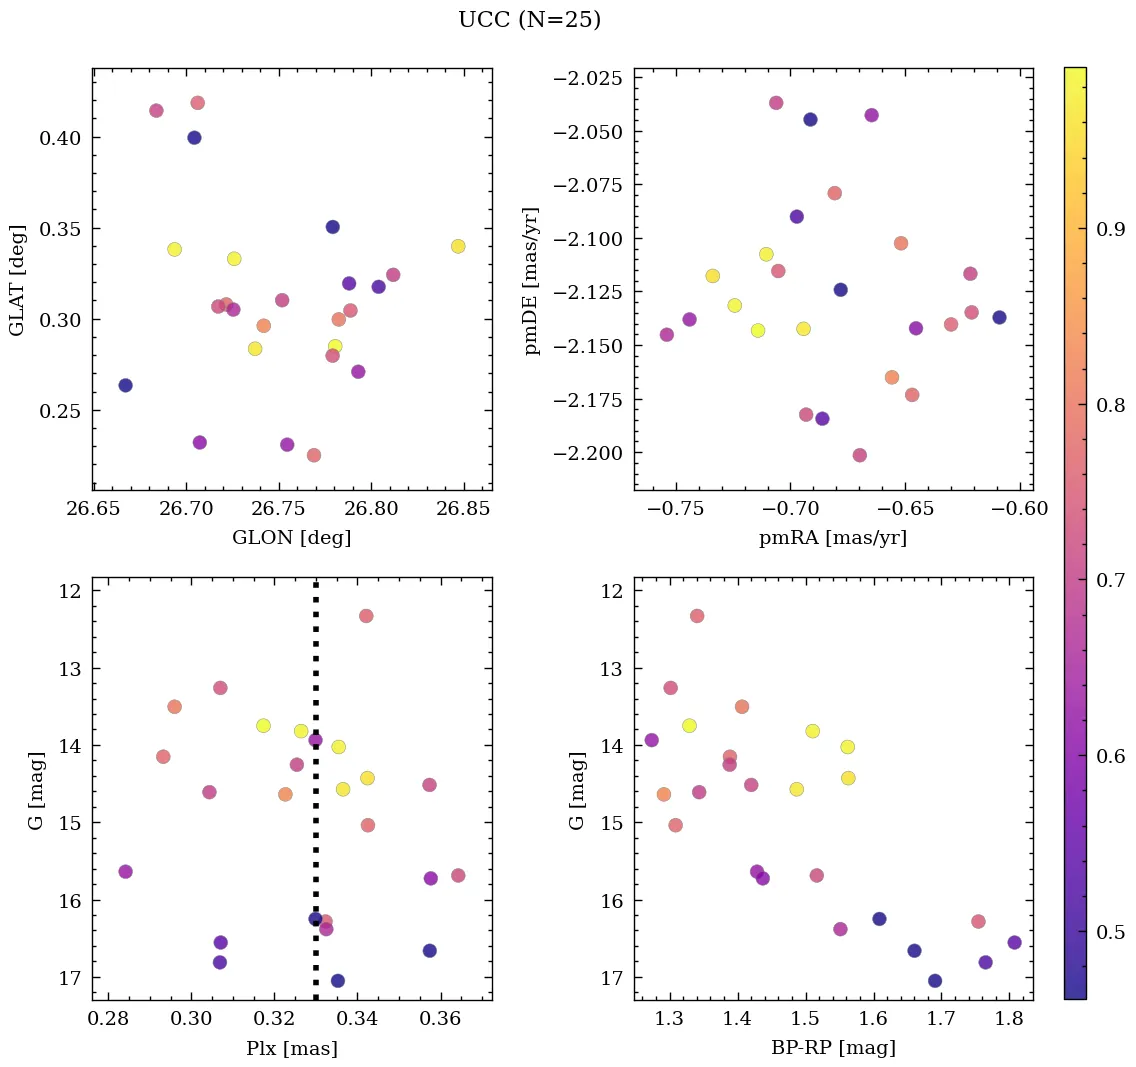 UCC (N=25)
0.40
0.35
0.30
0.25
GLAT [deg]
26.65 26.70 26.75 26.80 26.85
GLON [deg]
−2.025
−2.050
−2.075
−2.100
−2.125
−2.150
−2.175
−2.200
pmDE [mas/yr]
−0.75 −0.70 −0.65 −0.60
pmRA [mas/yr]
12
13
14
15
16
17
G [mag]
0.28 0.30 0.32 0.34 0.36
Plx [mas]
12
13
14
15
16
17
G [mag]
1.3 1.4 1.5 1.6 1.7 1.8
BP-RP [mag]
0.9
0.8
0.7
0.6
0.5